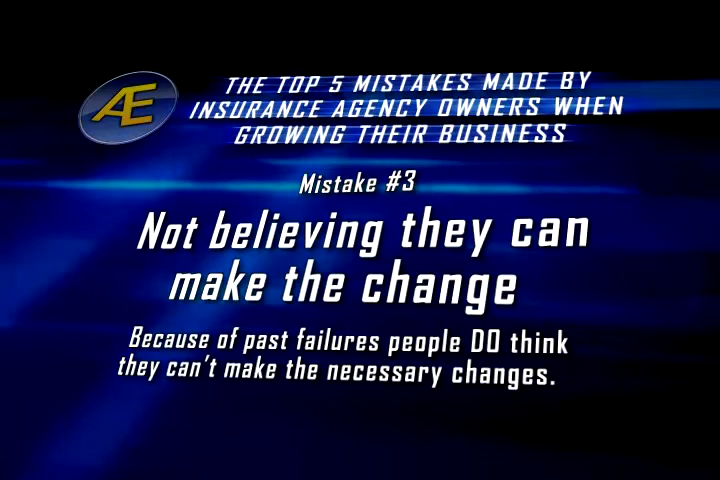 Æ
THE TOP 5 MISTAKES MADE BY
INSURANCE AGENCY OWNERS WHEN
GROWING THEIR BUSINESS
Mistake #3
Not believing they can
make the change
Because of past failures people DO think
they can't make the necessary changes.